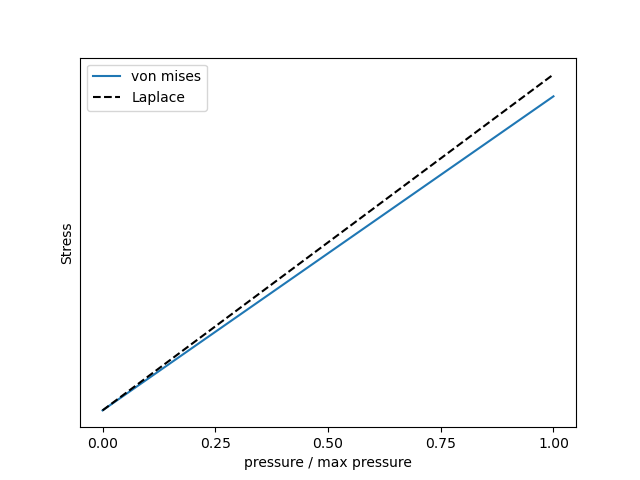 von mises
Laplace
Stress
0.00 0.25 0.50 0.75 1.00
pressure / max pressure